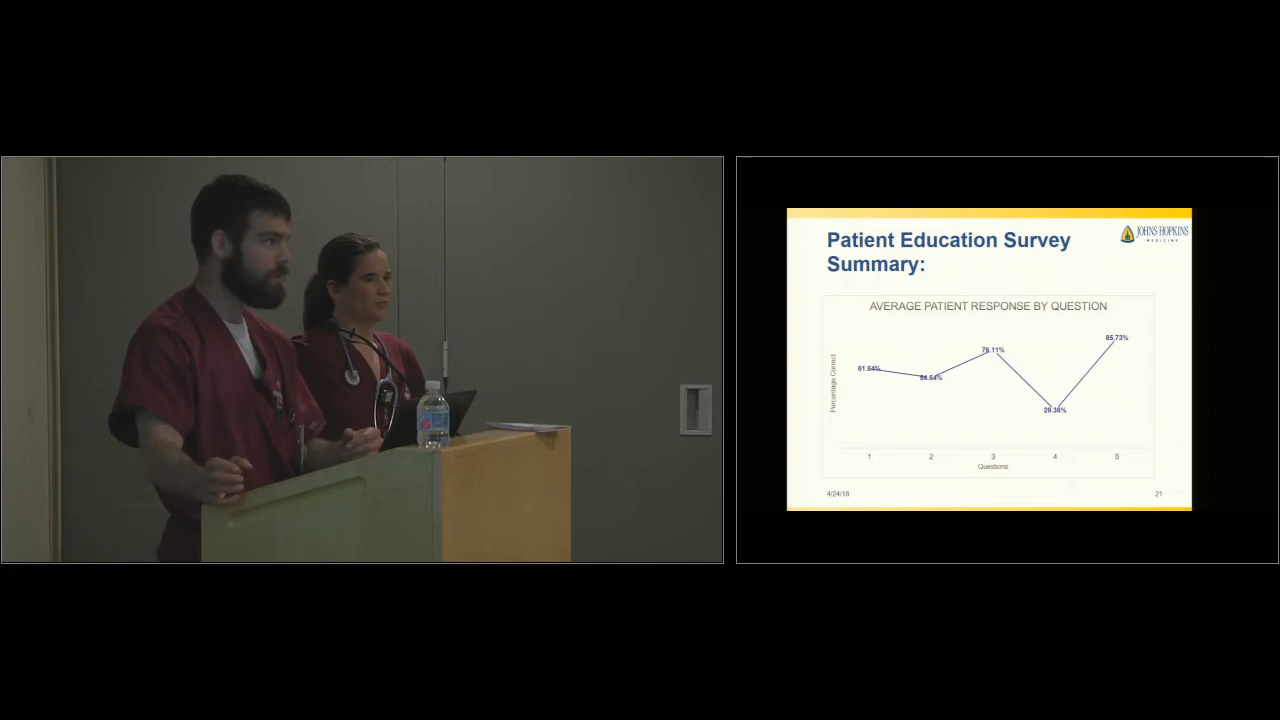 Patient Education Survey
Summary:
JOHNS HOPKINS
MEDICINE
AVERAGE PATIENT RESPONSE BY QUESTION
Percentage Correct
61.64%
54.64%
76.11%
29.36%
85.73%
1 2 3 4 5
Questions
4/24/18 21